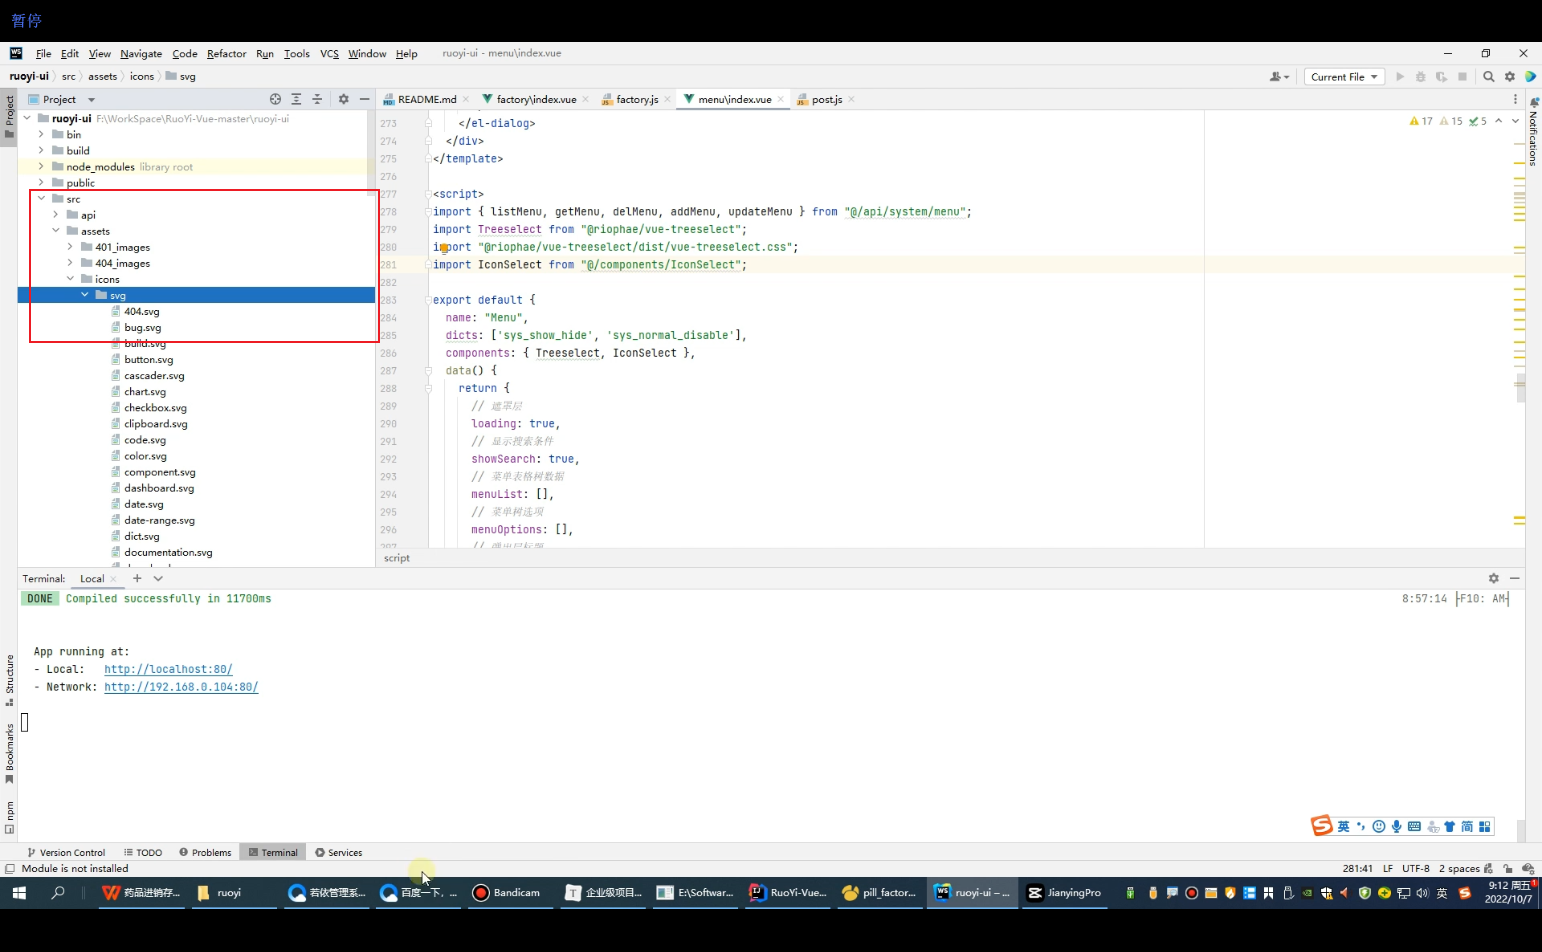 暂停
File Edit View Navigate Code Refactor Run Tools VCS Window Help ruoyi-ui - menu\index.vue
ruoyi-ui src assets icons svg
Current File
Project
README.md factory\index.vue factory.js menu\index.vue post.js
Project
Notifications
ruoyi-ui F:\WorkSpace\RuoYi-Vue-master\ruoyi-ui
bin
build
node_modules library root
public
src
api
assets
401_images
404_images
icons
svg
404.svg
bug.svg
build.svg
button.svg
cascader.svg
chart.svg
checkbox.svg
clipboard.svg
code.svg
color.svg
component.svg
dashboard.svg
date.svg
date-range.svg
dict.svg
documentation.svg
17 15 5
273 </el-dialog>
274 </div>
275 </template>
276
277 <script>
278 import { listMenu, getMenu, delMenu, addMenu, updateMenu } from "@/api/system/menu";
279 import Treeselect from "@riophae/vue-treeselect";
280 import "@riophae/vue-treeselect/dist/vue-treeselect.css";
281 import IconSelect from "@/components/IconSelect";
282
283 export default {
284 name: "Menu",
285 dicts: ['sys_show_hide', 'sys_normal_disable'],
286 components: { Treeselect, IconSelect },
287 data() {
288 return {
289 // 遮罩层
290 loading: true,
291 // 显示搜索条件
292 showSearch: true,
293 // 菜单表格树数据
294 menuList: [],
295 // 菜单树选项
296 menuOptions: [],
297 // 弹出层标题
script
Terminal: Local
DONE Compiled successfully in 11700ms 8:57:14 ├F10: AM┤
App running at:
- Local: http://localhost:80/
- Network: http://192.168.0.104:80/
Structure
Bookmarks
npm
英 简
Version Control TODO Problems Terminal Services
Module is not installed 281:41 LF UTF-8 2 spaces
药品进销存... ruoyi 若依管理系... 百度一下，... Bandicam 企业级项目... E:\Softwar... RuoYi-Vue... pill_factor... ruoyi-ui – ... JianyingPro 英 9:12 周五
2022/10/7